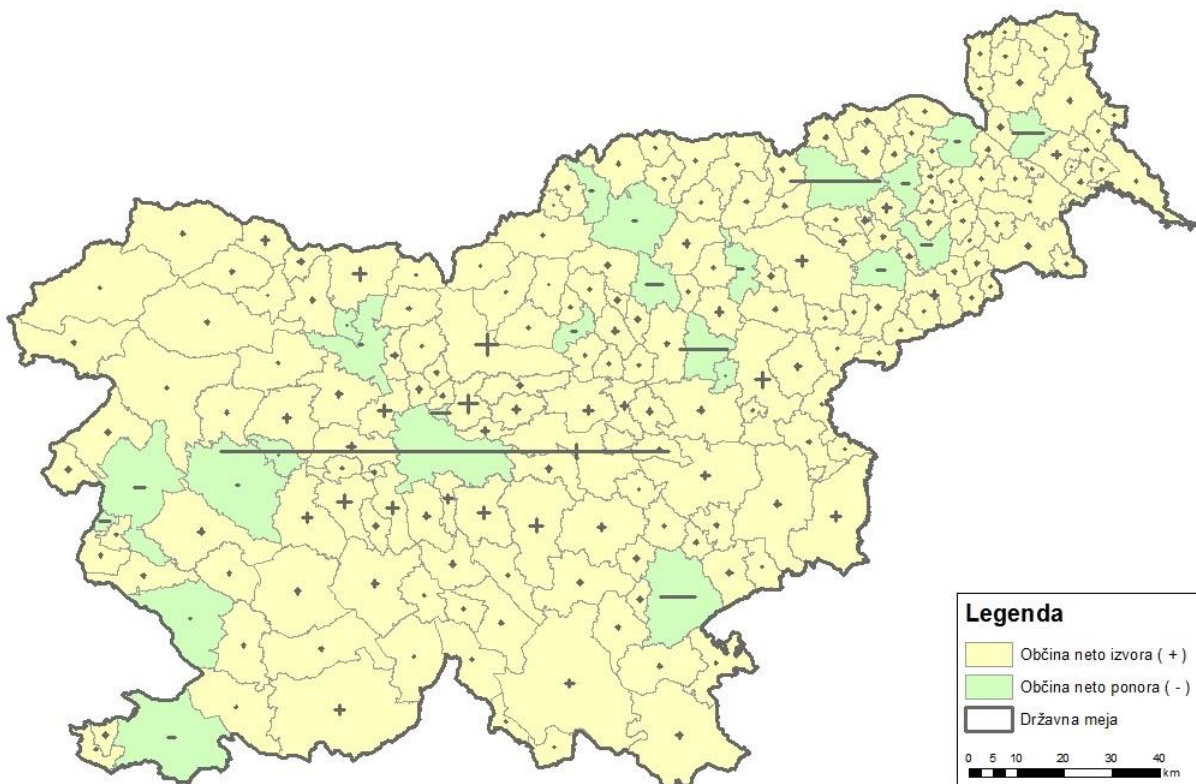 Legenda
Občina neto izvora ( + )
Občina neto ponora ( - )
Državna meja
0 5 10 20 30 40
km